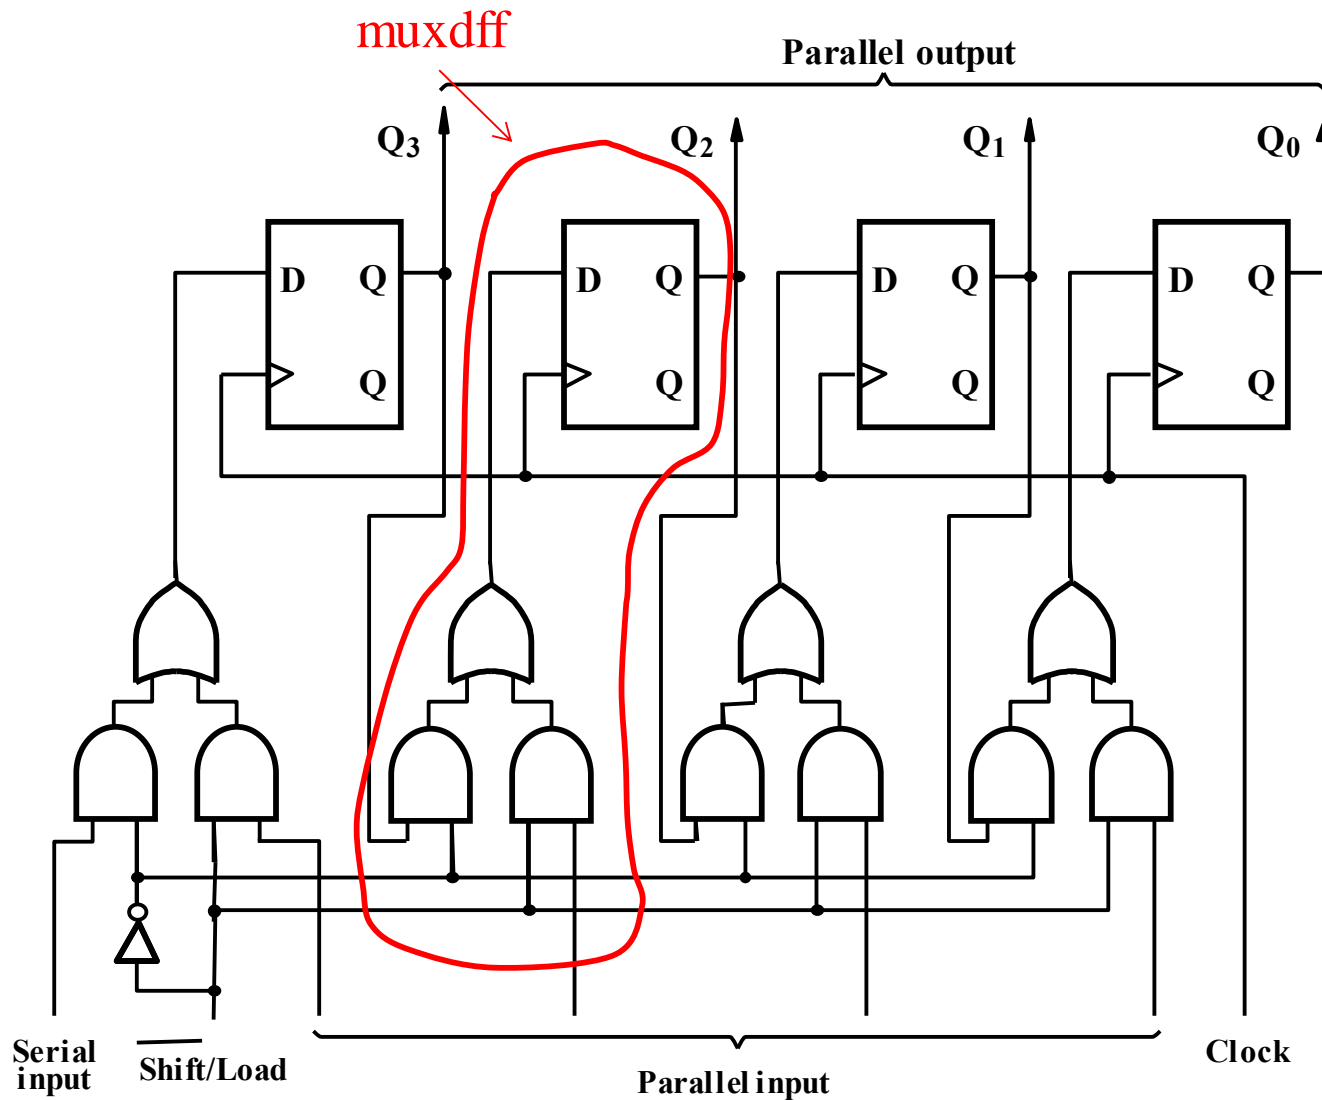 muxdff
Parallel output
Q3
Q2
Q1
Q0
D Q
Q
D Q
Q
D Q
Q
D Q
Q
Serial
input
Shift/Load
Parallel input
Clock